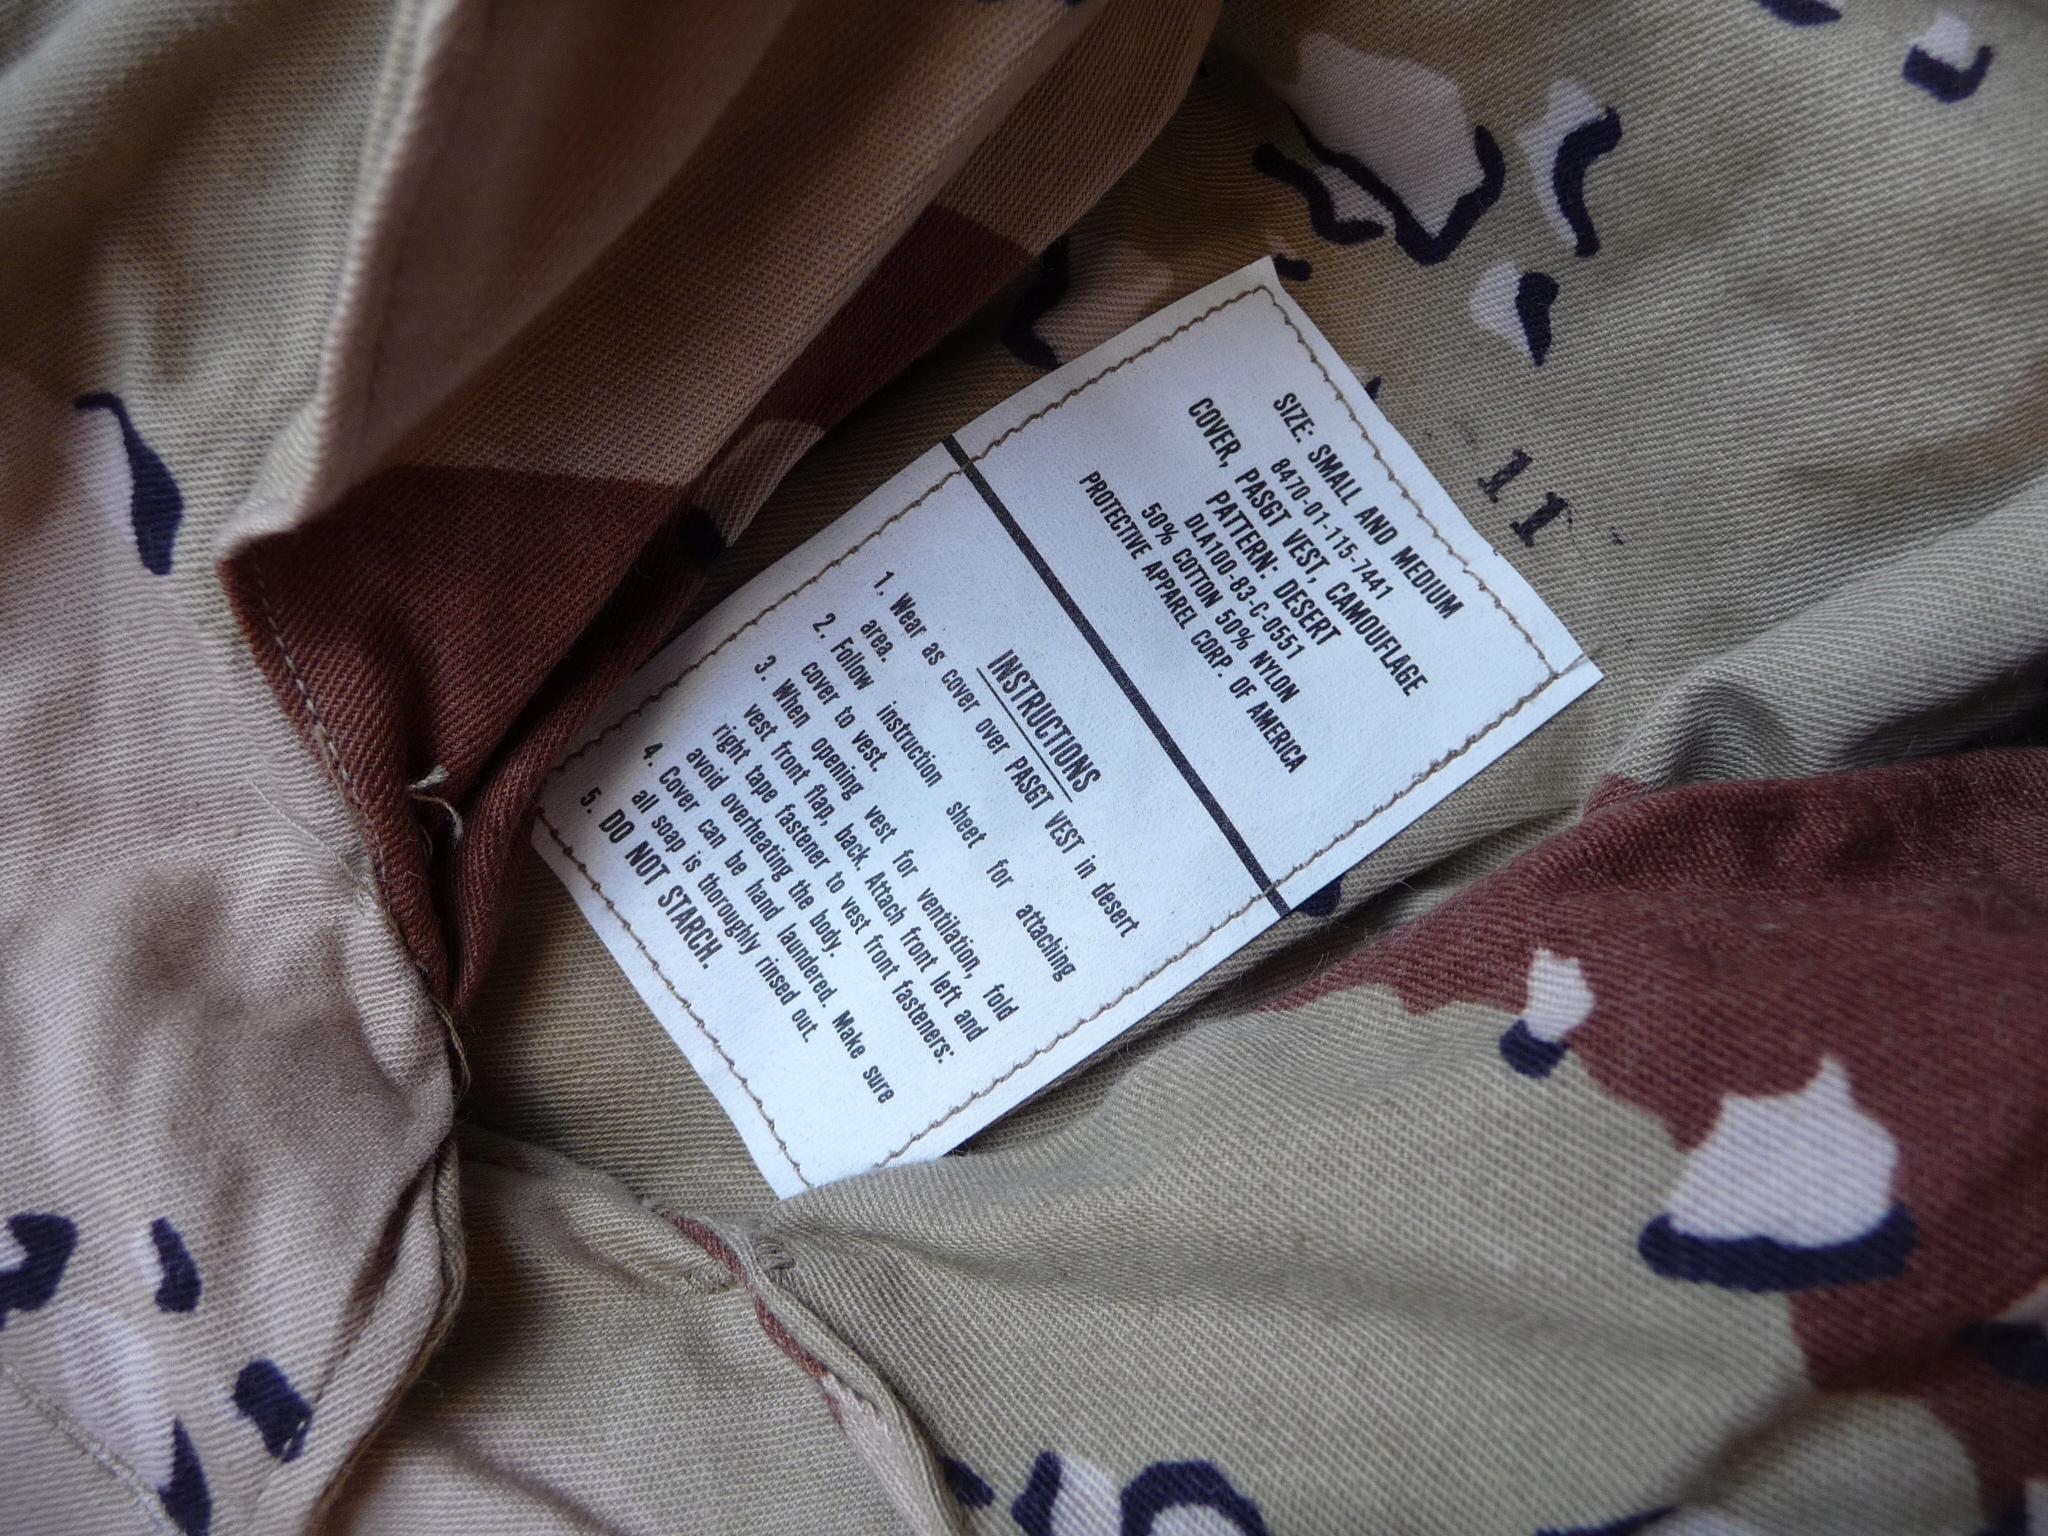 SIZE: SMALL AND MEDIUM
8470-01-115-7441
COVER, PASGT VEST, CAMOUFLAGE
PATTERN: DESERT
DLA100-83-C-0551
50% COTTON 50% NYLON
PROTECTIVE APPAREL CORP. OF AMERICA
INSTRUCTIONS
1. Wear as cover over PASGT VEST in desert
area.
2. Follow instruction sheet for attaching
cover to vest.
3. When opening vest for ventilation, fold
vest front flap, back. Attach front left and
right tape fastener to vest front fasteners:
avoid overheating the body.
4. Cover can be hand laundered. Make sure
all soap is thoroughly rinsed out.
5. DO NOT STARCH.
11